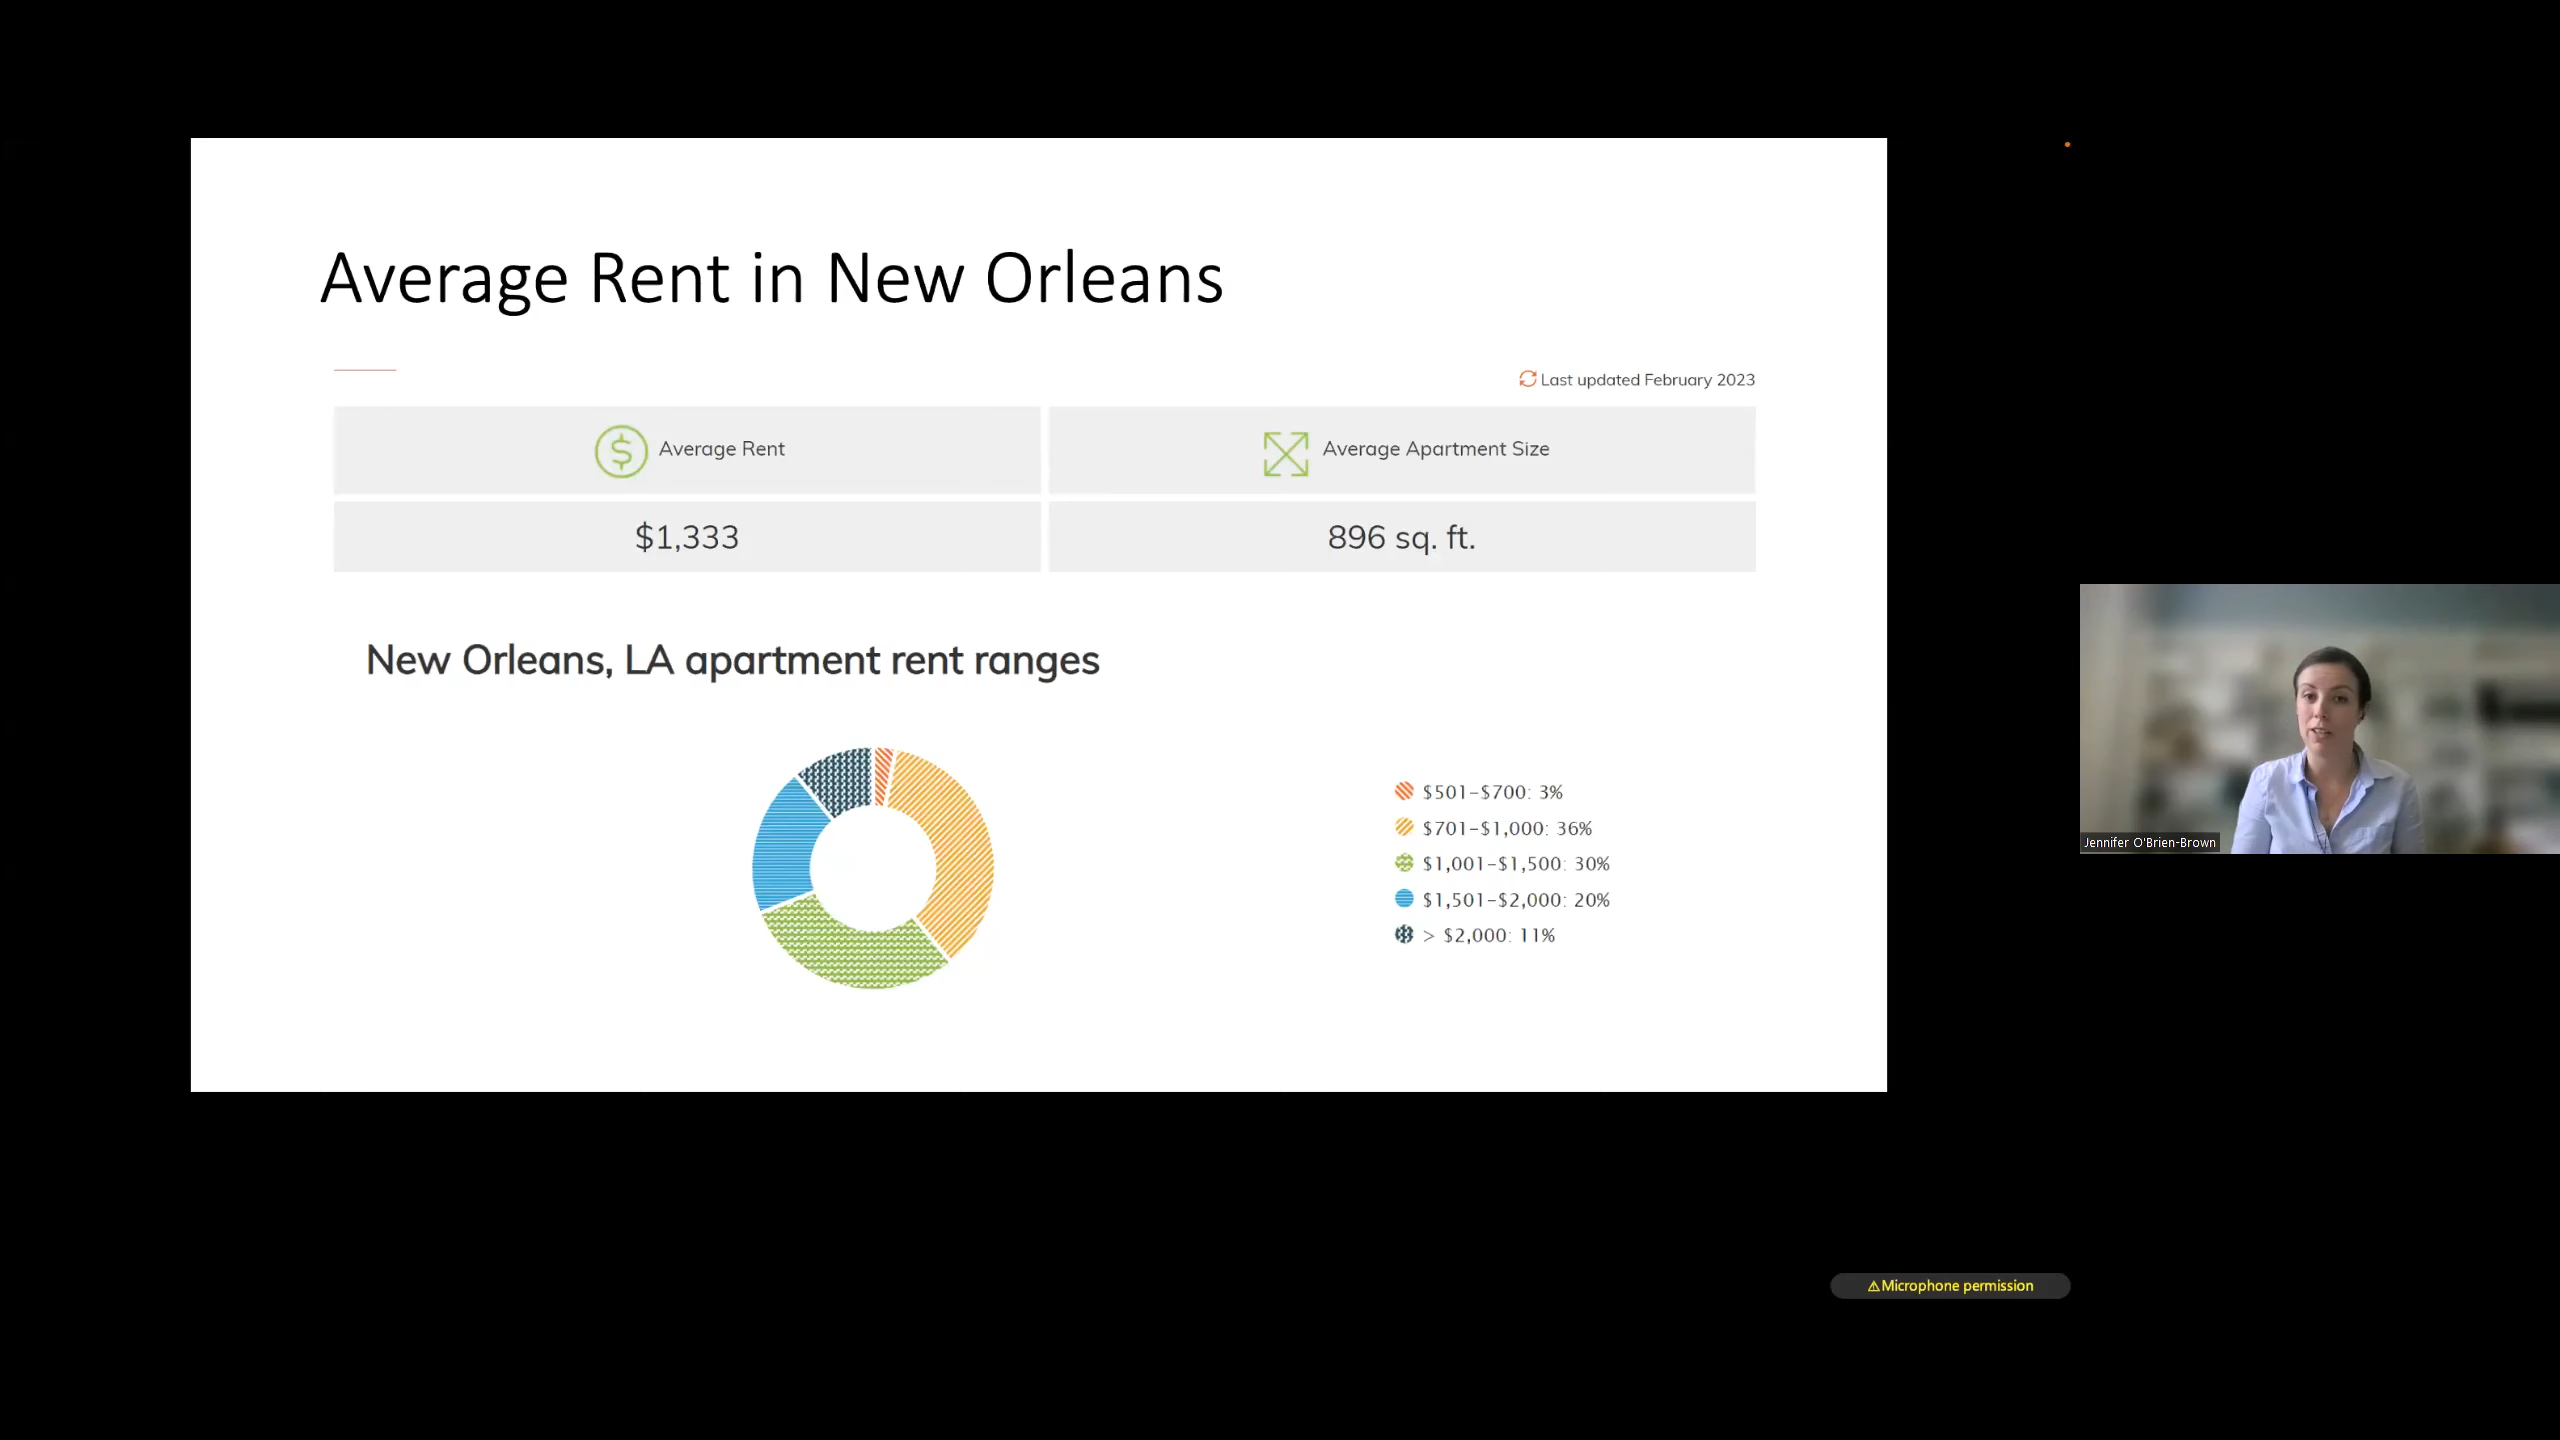 Average Rent in New Orleans
Last updated February 2023
Average Rent
Average Apartment Size
$1,333
896 sq. ft.
New Orleans, LA apartment rent ranges
$501-$700: 3%
$701-$1,000: 36%
$1,001-$1,500: 30%
$1,501-$2,000: 20%
> $2,000: 11%
Jennifer O'Brien-Brown
⚠Microphone permission